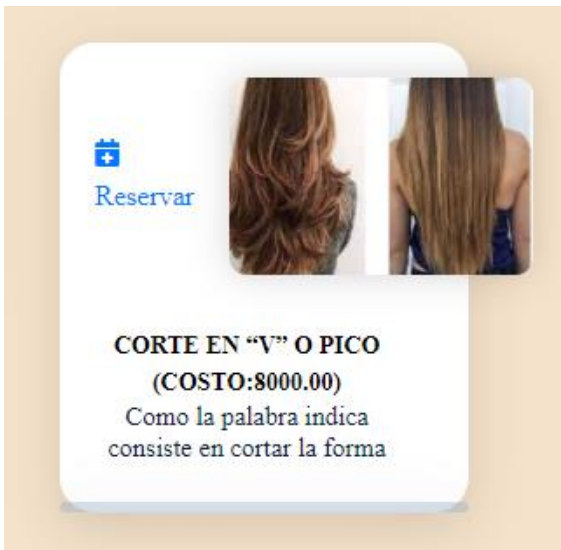 Reservar
CORTE EN “V” O PICO
(COSTO:8000.00)
Como la palabra indica
consiste en cortar la forma